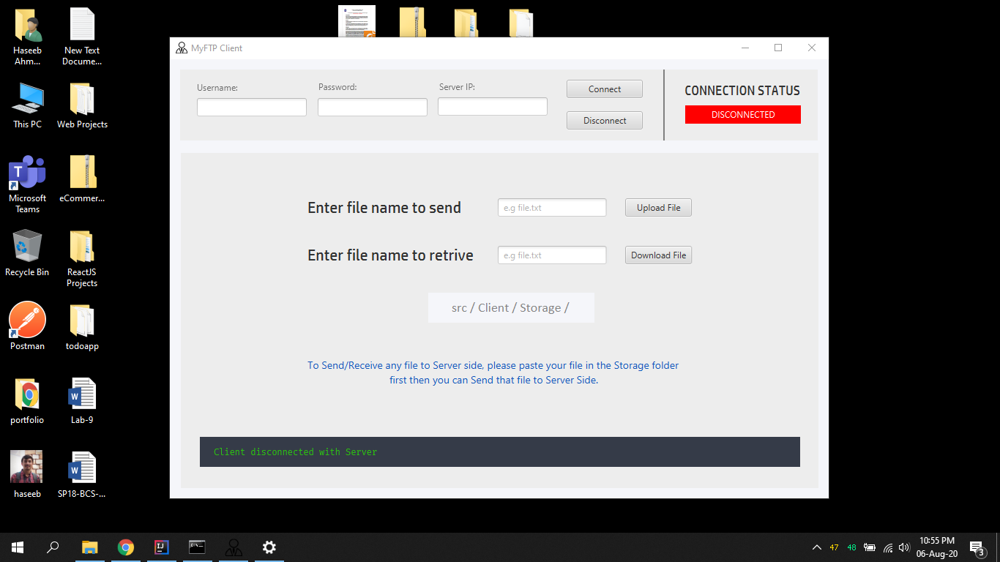 Haseeb
Ahm...
New Text
Docume...
This PC
Web Projects
Microsoft
Teams
eCommer...
Recycle Bin
ReactJS
Projects
Postman
todoapp
portfolio
Lab-9
haseeb
SP18-BCS-...
MyFTP Client
Username:
Password:
Server IP:
Connect
Disconnect
CONNECTION STATUS
DISCONNECTED
Enter file name to send
e.g file.txt
Upload File
Enter file name to retrive
e.g file.txt
Download File
src / Client / Storage /
To Send/Receive any file to Server side, please paste your file in the Storage folder
first then you can Send that file to Server Side.
Client disconnected with Server
47
48
10:55 PM
06-Aug-20
3